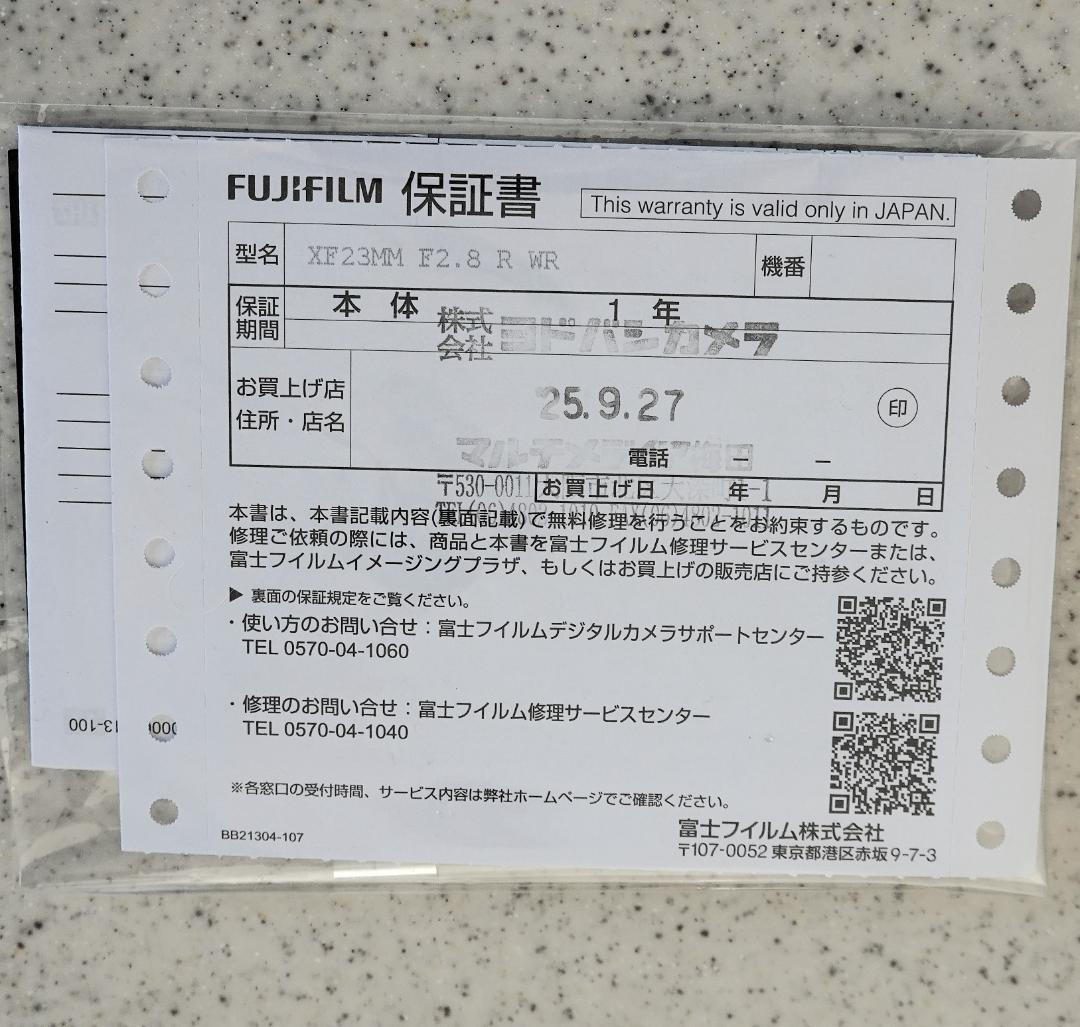 FUJIFILM 保証書
This warranty is valid only in JAPAN.
型名 XF23MM F2.8 R WR 機番
保証期間 本体 1年
株式会社 ヨドバシカメラ
お買上げ店
住所・店名
25.9.27
印
マルチメディア梅田
電話 － －
〒530-0011
お買上げ日 年 月 日
本書は、本書記載内容(裏面記載)で無料修理を行うことをお約束するものです。
修理ご依頼の際には、商品と本書を富士フイルム修理サービスセンターまたは、
富士フイルムイメージングプラザ、もしくはお買上げの販売店にご持参ください。
▶ 裏面の保証規定をご覧ください。
・使い方のお問い合せ：富士フイルムデジタルカメラサポートセンター
TEL 0570-04-1060
・修理のお問い合せ：富士フイルム修理サービスセンター
TEL 0570-04-1040
※各窓口の受付時間、サービス内容は弊社ホームページでご確認ください。
BB21304-107
富士フイルム株式会社
〒107-0052 東京都港区赤坂 9-7-3